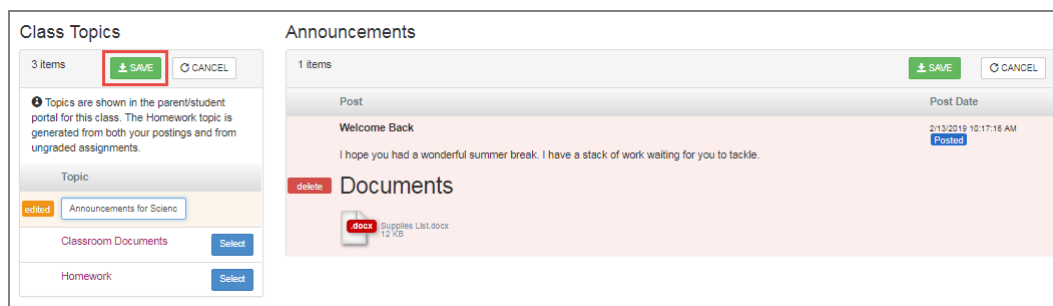 Class Topics
3 items
SAVE
CANCEL
Topics are shown in the parent/student
portal for this class. The Homework topic is
generated from both your postings and from
ungraded assignments.
Topic
edited
Announcements for Scienc
Classroom Documents
Select
Homework
Select
Announcements
1 items
SAVE
CANCEL
Post
Post Date
Welcome Back
2/13/2019 10:17:16 AM
Posted
I hope you had a wonderful summer break. I have a stack of work waiting for you to tackle.
delete
Documents
.docx
Supplies List.docx
12 KB